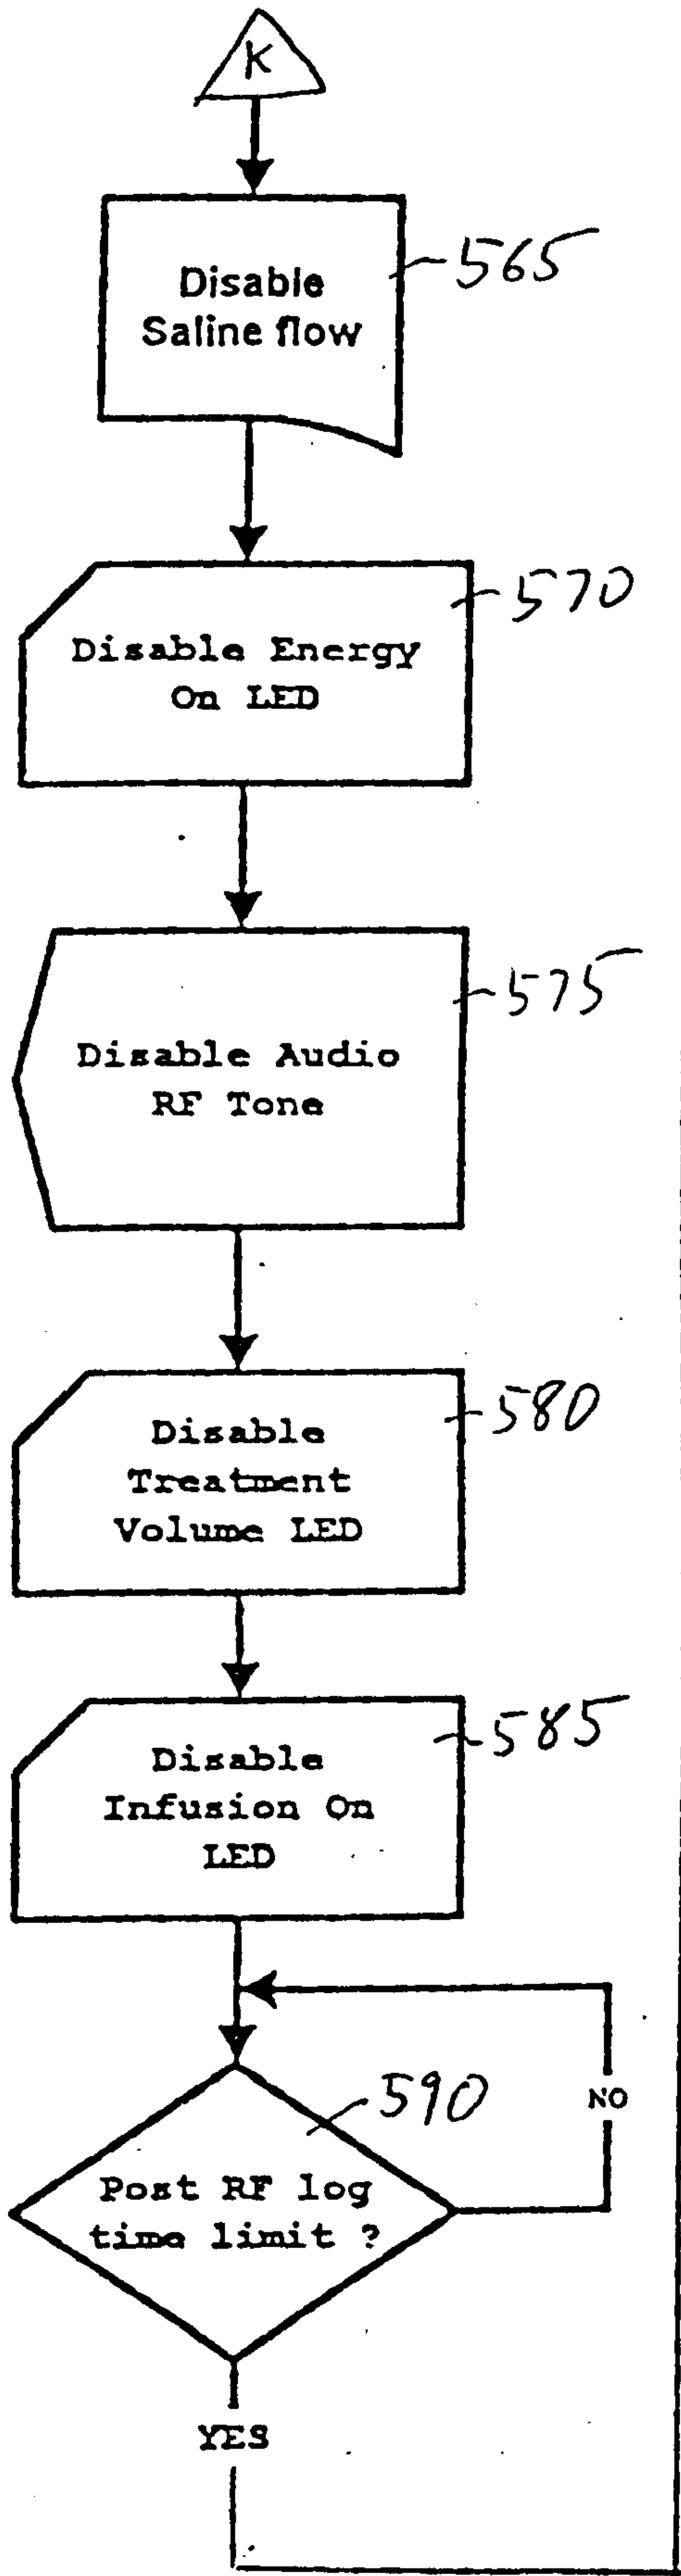 K
Disable
Saline flow
565
Disable Energy
On LED
570
Disable Audio
RF Tone
575
Disable
Treatment
Volume LED
580
Disable
Infusion On
LED
585
590
NO
Post RF log
time limit ?
YES